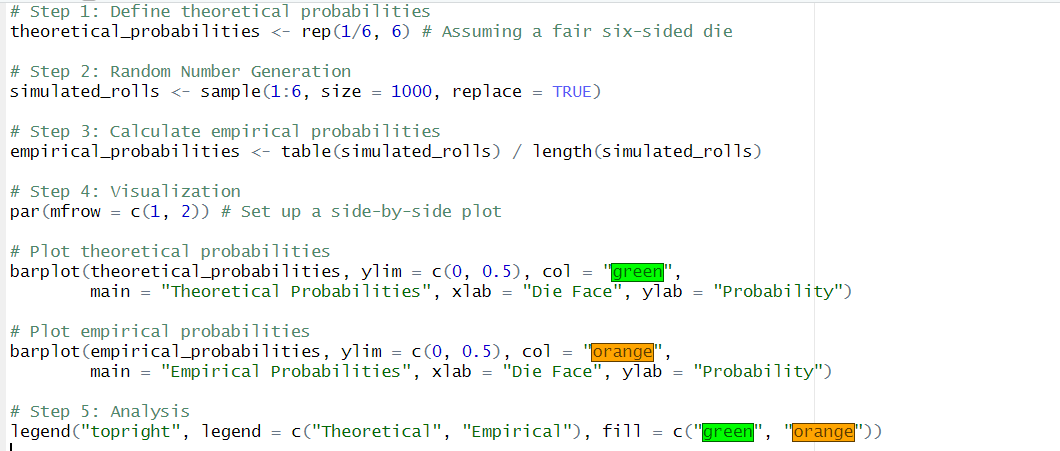 # Step 1: Define theoretical probabilities
theoretical_probabilities <- rep(1/6, 6) # Assuming a fair six-sided die
# Step 2: Random Number Generation
simulated_rolls <- sample(1:6, size = 1000, replace = TRUE)
# Step 3: Calculate empirical probabilities
empirical_probabilities <- table(simulated_rolls) / length(simulated_rolls)
# Step 4: Visualization
par(mfrow = c(1, 2)) # Set up a side-by-side plot
# Plot theoretical probabilities
barplot(theoretical_probabilities, ylim = c(0, 0.5), col = "green",
        main = "Theoretical Probabilities", xlab = "Die Face", ylab = "Probability")
# Plot empirical probabilities
barplot(empirical_probabilities, ylim = c(0, 0.5), col = "orange",
        main = "Empirical Probabilities", xlab = "Die Face", ylab = "Probability")
# Step 5: Analysis
legend("topright", legend = c("Theoretical", "Empirical"), fill = c("green", "orange"))